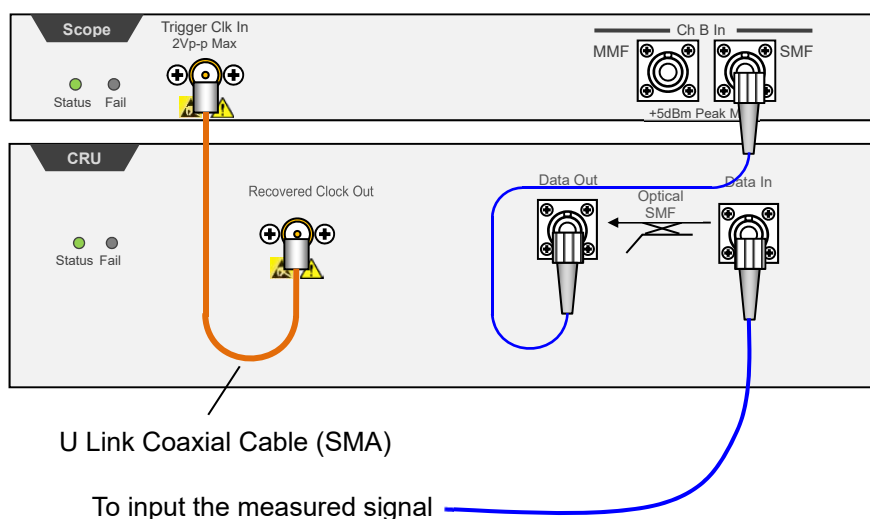 Scope
Trigger Clk In
2Vp-p Max
Status Fail
Ch B In
MMF
SMF
+5dBm Peak M
CRU
Recovered Clock Out
Status Fail
Data Out
Optical
SMF
Data In
U Link Coaxial Cable (SMA)
To input the measured signal